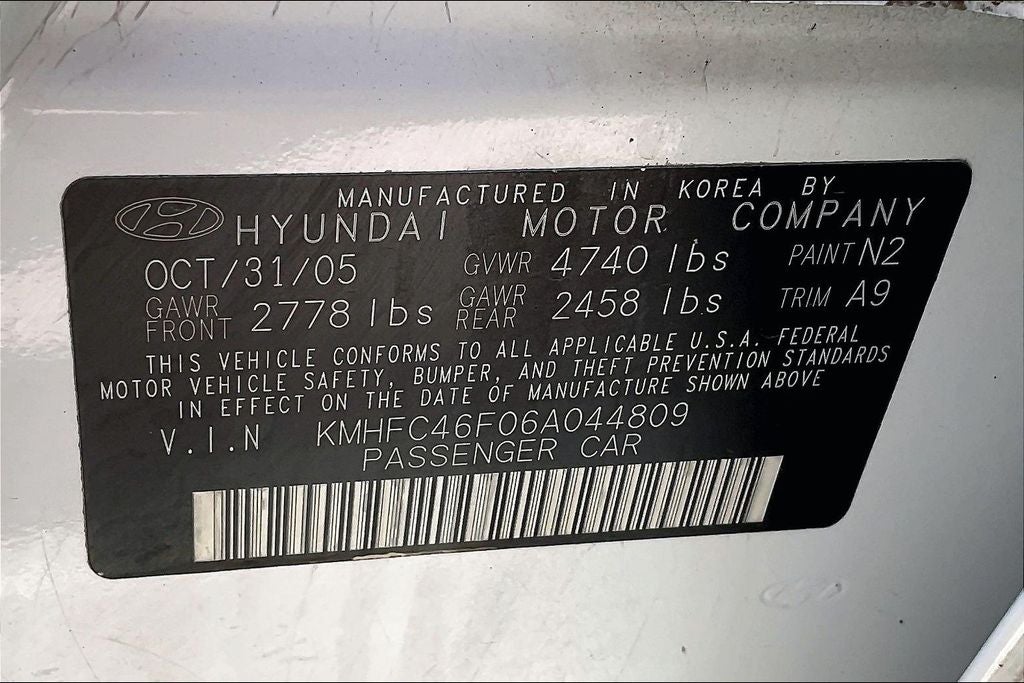 MANUFACTURED IN KOREA BY
HYUNDAI MOTOR COMPANY
OCT/31/05 GVWR 4740 lbs PAINT N2
GAWR FRONT 2778 lbs GAWR REAR 2458 lbs TRIM A9
THIS VEHICLE CONFORMS TO ALL APPLICABLE U.S.A. FEDERAL
MOTOR VEHICLE SAFETY, BUMPER, AND THEFT PREVENTION STANDARDS
IN EFFECT ON THE DATE OF MANUFACTURE SHOWN ABOVE
V.I.N KMHFC46F06A044809
PASSENGER CAR